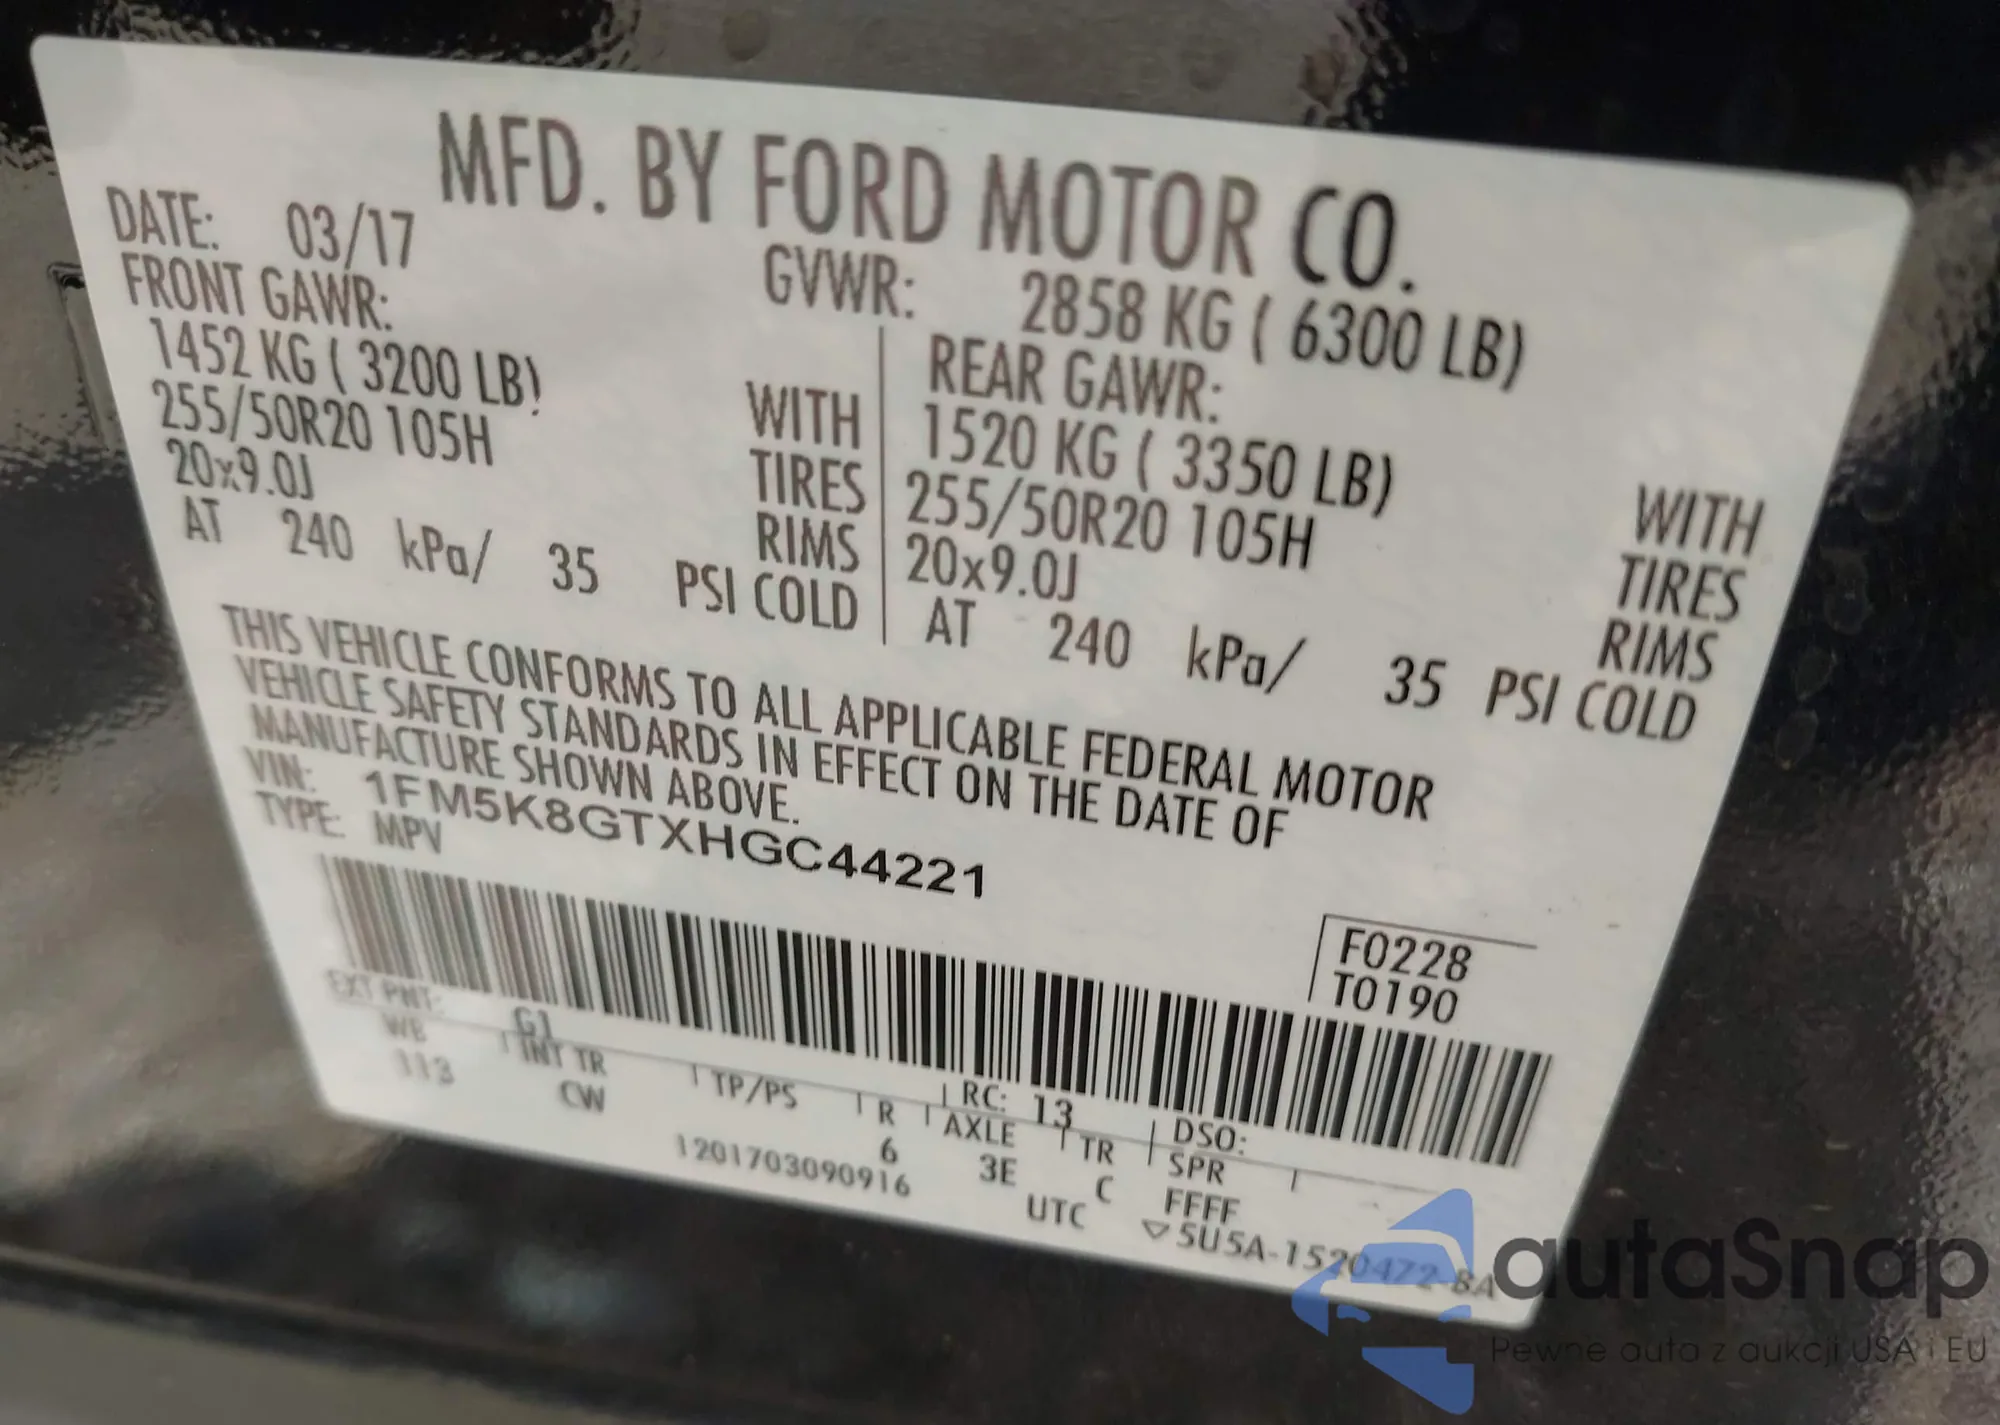 MFD. BY FORD MOTOR CO.
DATE: 03/17 GVWR: 2858 KG ( 6300 LB)
FRONT GAWR: REAR GAWR:
1452 KG ( 3200 LB) WITH 1520 KG ( 3350 LB) WITH
255/50R20 105H TIRES 255/50R20 105H TIRES
20x9.0J RIMS 20x9.0J RIMS
AT 240 kPa/ 35 PSI COLD AT 240 kPa/ 35 PSI COLD
THIS VEHICLE CONFORMS TO ALL APPLICABLE FEDERAL MOTOR
VEHICLE SAFETY STANDARDS IN EFFECT ON THE DATE OF
MANUFACTURE SHOWN ABOVE.
VIN: 1FM5K8GTXHGC44221
TYPE: MPV
F0228
T0190
EXT PNT: G1 RC: 13 DSO:
WB INT TR TP/PS R AXLE TR SPR
113 CW 6 3E C FFFF
1201703090916 UTC ▽5U5A-1520472-BA
autaSnap
Pewne auta z aukcji USA i EU